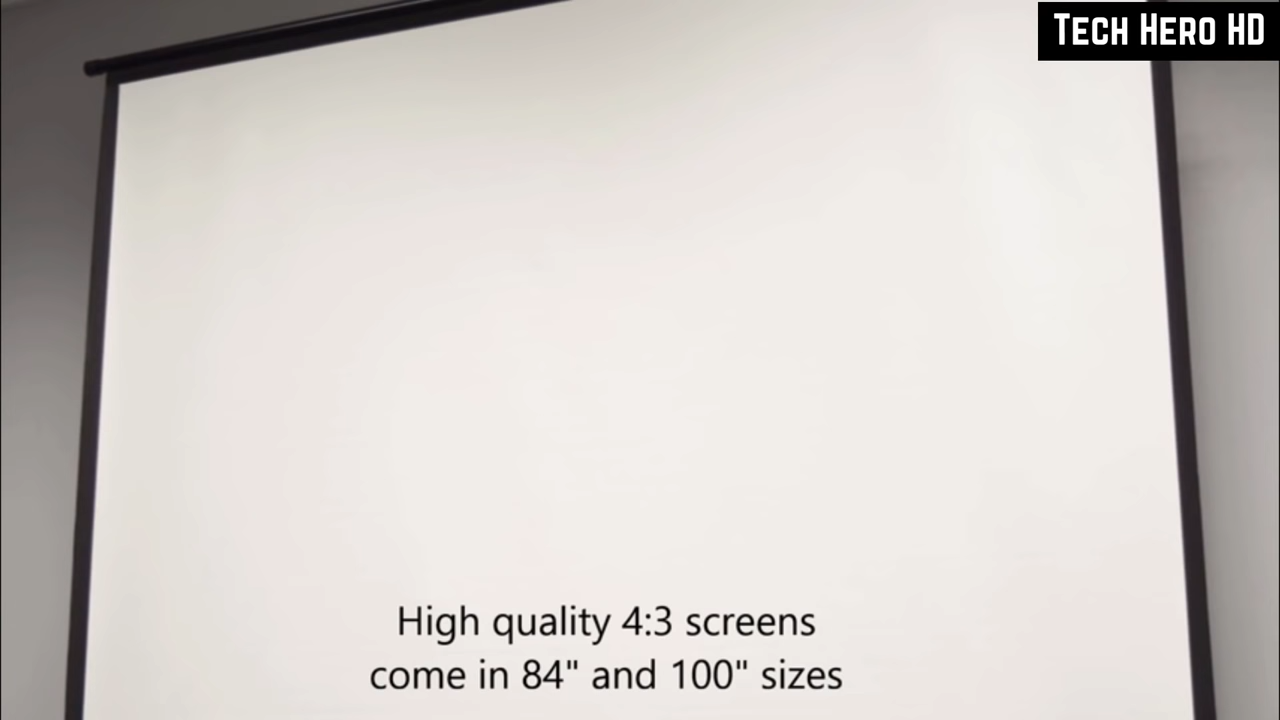 Tech Hero HD
High quality 4:3 screens
come in 84" and 100" sizes